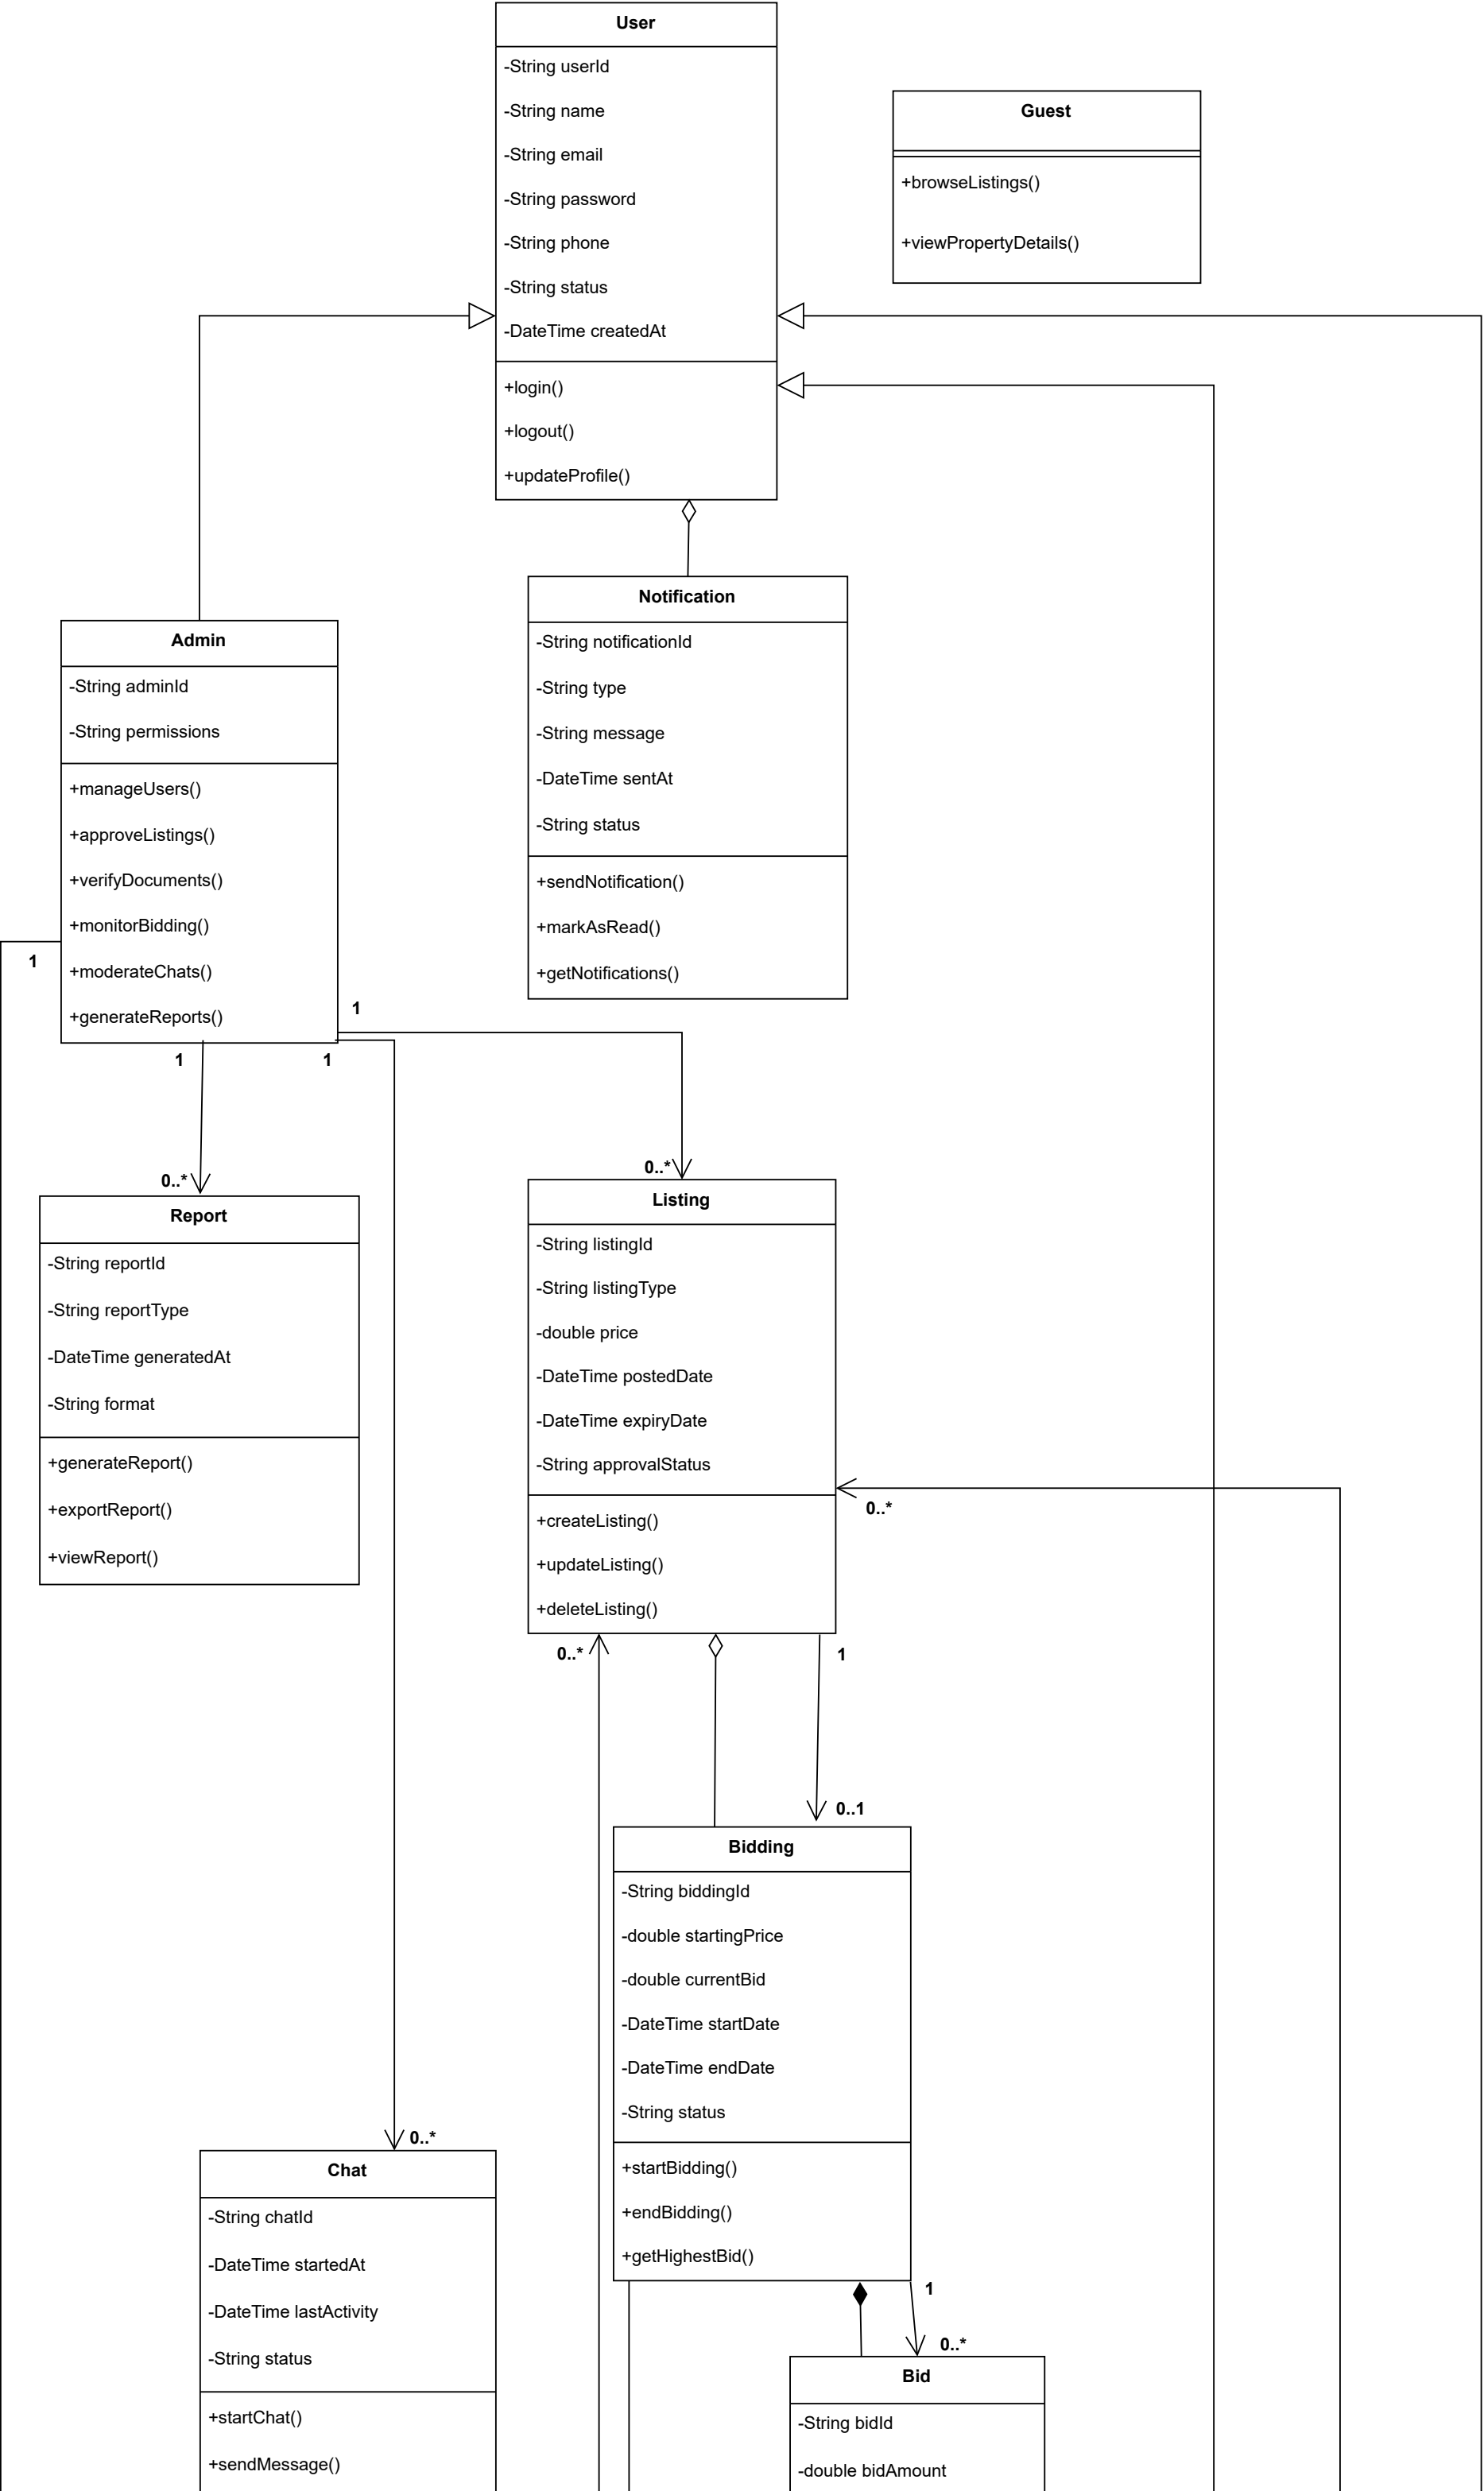 User
-String userId
-String name
-String email
-String password
-String phone
-String status
-DateTime createdAt
+login()
+logout()
+updateProfile()
Guest
+browseListings()
+viewPropertyDetails()
Notification
-String notificationId
-String type
-String message
-DateTime sentAt
-String status
+sendNotification()
+markAsRead()
+getNotifications()
Admin
-String adminId
-String permissions
+manageUsers()
+approveListings()
+verifyDocuments()
+monitorBidding()
+moderateChats()
+generateReports()
1
1
1
1
0..*
0..*
Report
-String reportId
-String reportType
-DateTime generatedAt
-String format
+generateReport()
+exportReport()
+viewReport()
Listing
-String listingId
-String listingType
-double price
-DateTime postedDate
-DateTime expiryDate
-String approvalStatus
+createListing()
+updateListing()
+deleteListing()
0..*
0..*
1
0..1
Bidding
-String biddingId
-double startingPrice
-double currentBid
-DateTime startDate
-DateTime endDate
-String status
+startBidding()
+endBidding()
+getHighestBid()
0..*
Chat
-String chatId
-DateTime startedAt
-DateTime lastActivity
-String status
+startChat()
+sendMessage()
1
0..*
Bid
-String bidId
-double bidAmount